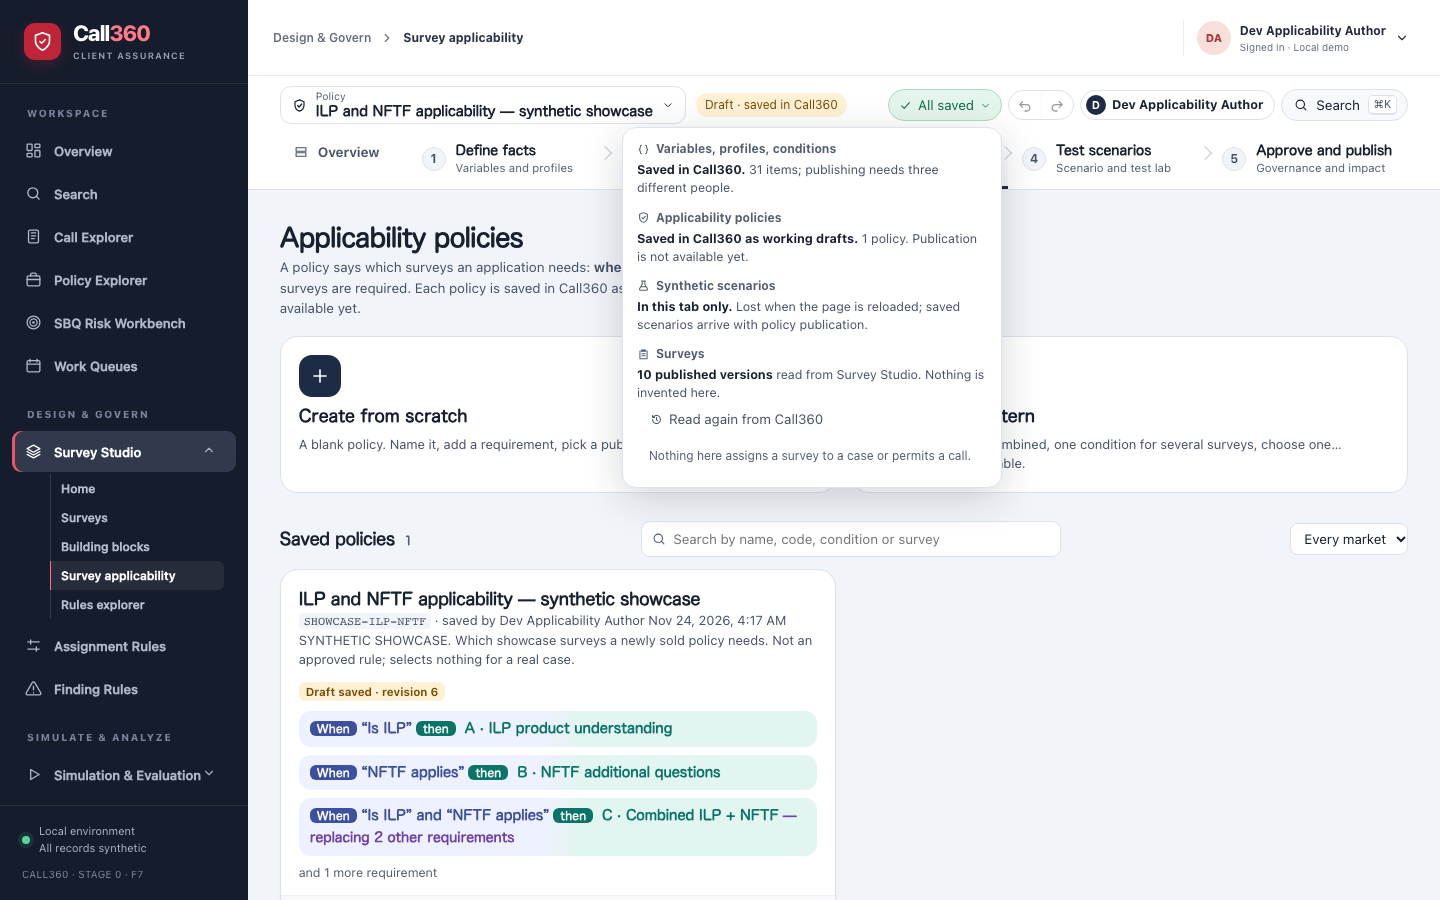 Call360
CLIENT ASSURANCE
WORKSPACE
Overview
Search
Call Explorer
Policy Explorer
SBQ Risk Workbench
Work Queues
DESIGN & GOVERN
Survey Studio
Home
Surveys
Building blocks
Survey applicability
Rules explorer
Assignment Rules
Finding Rules
SIMULATE & ANALYZE
Simulation & Evaluation
Local environment
All records synthetic
CALL360 · STAGE 0 · F7
Design & Govern > Survey applicability
DA
Dev Applicability Author
Signed in · Local demo
Policy
ILP and NFTF applicability — synthetic showcase
Draft · saved in Call360
All saved
D Dev Applicability Author
Search ⌘K
Overview
1 Define facts
Variables and profiles
4 Test scenarios
Scenario and test lab
5 Approve and publish
Governance and impact
Variables, profiles, conditions
Saved in Call360. 31 items; publishing needs three
different people.
Applicability policies
Saved in Call360 as working drafts. 1 policy. Publication
is not available yet.
Synthetic scenarios
In this tab only. Lost when the page is reloaded; saved
scenarios arrive with policy publication.
Surveys
10 published versions read from Survey Studio. Nothing is
invented here.
Read again from Call360
Nothing here assigns a survey to a case or permits a call.
Applicability policies
A policy says which surveys an application needs: whe
surveys are required. Each policy is saved in Call360 as
available yet.
Create from scratch
A blank policy. Name it, add a requirement, pick a pub
tern
mbined, one condition for several surveys, choose one…
ble.
Saved policies 1
Search by name, code, condition or survey
Every market
ILP and NFTF applicability — synthetic showcase
SHOWCASE-ILP-NFTF · saved by Dev Applicability Author Nov 24, 2026, 4:17 AM
SYNTHETIC SHOWCASE. Which showcase surveys a newly sold policy needs. Not an
approved rule; selects nothing for a real case.
Draft saved · revision 6
When “Is ILP” then A · ILP product understanding
When “NFTF applies” then B · NFTF additional questions
When “Is ILP” and “NFTF applies” then C · Combined ILP + NFTF —
replacing 2 other requirements
and 1 more requirement